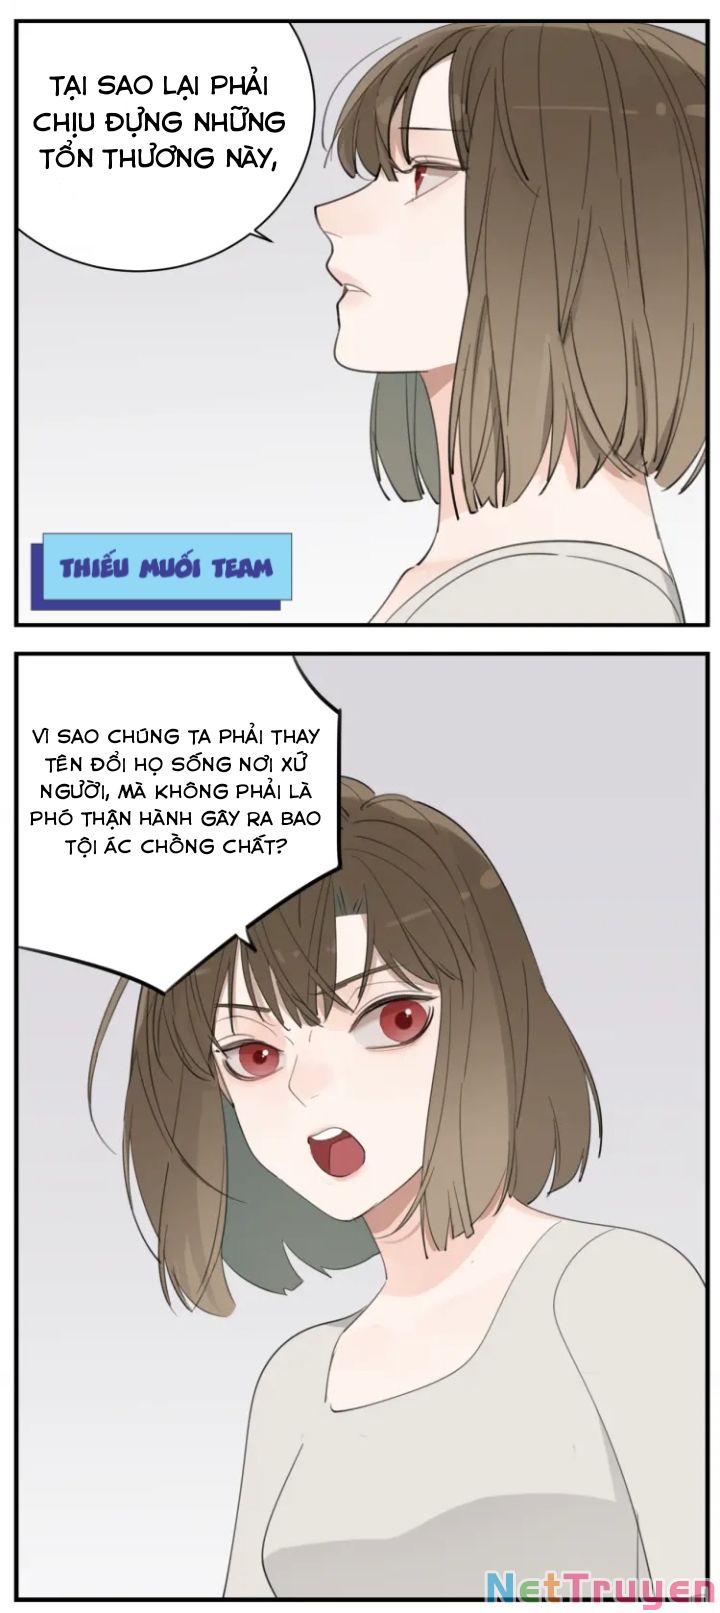 TẠI SAO LẠI PHẢI
CHỊU ĐỰNG NHỮNG
TỔN THƯƠNG NÀY,
THIẾU MUỐI TEAM
VÌ SAO CHÚNG TA PHẢI THAY
TÊN ĐỔI HỌ SỐNG NƠI XỨ
NGƯỜI, MÀ KHÔNG PHẢI LÀ
PHÓ THẬN HÀNH GÂY RA BAO
TỘI ÁC CHỒNG CHẤT?
NetTruyen